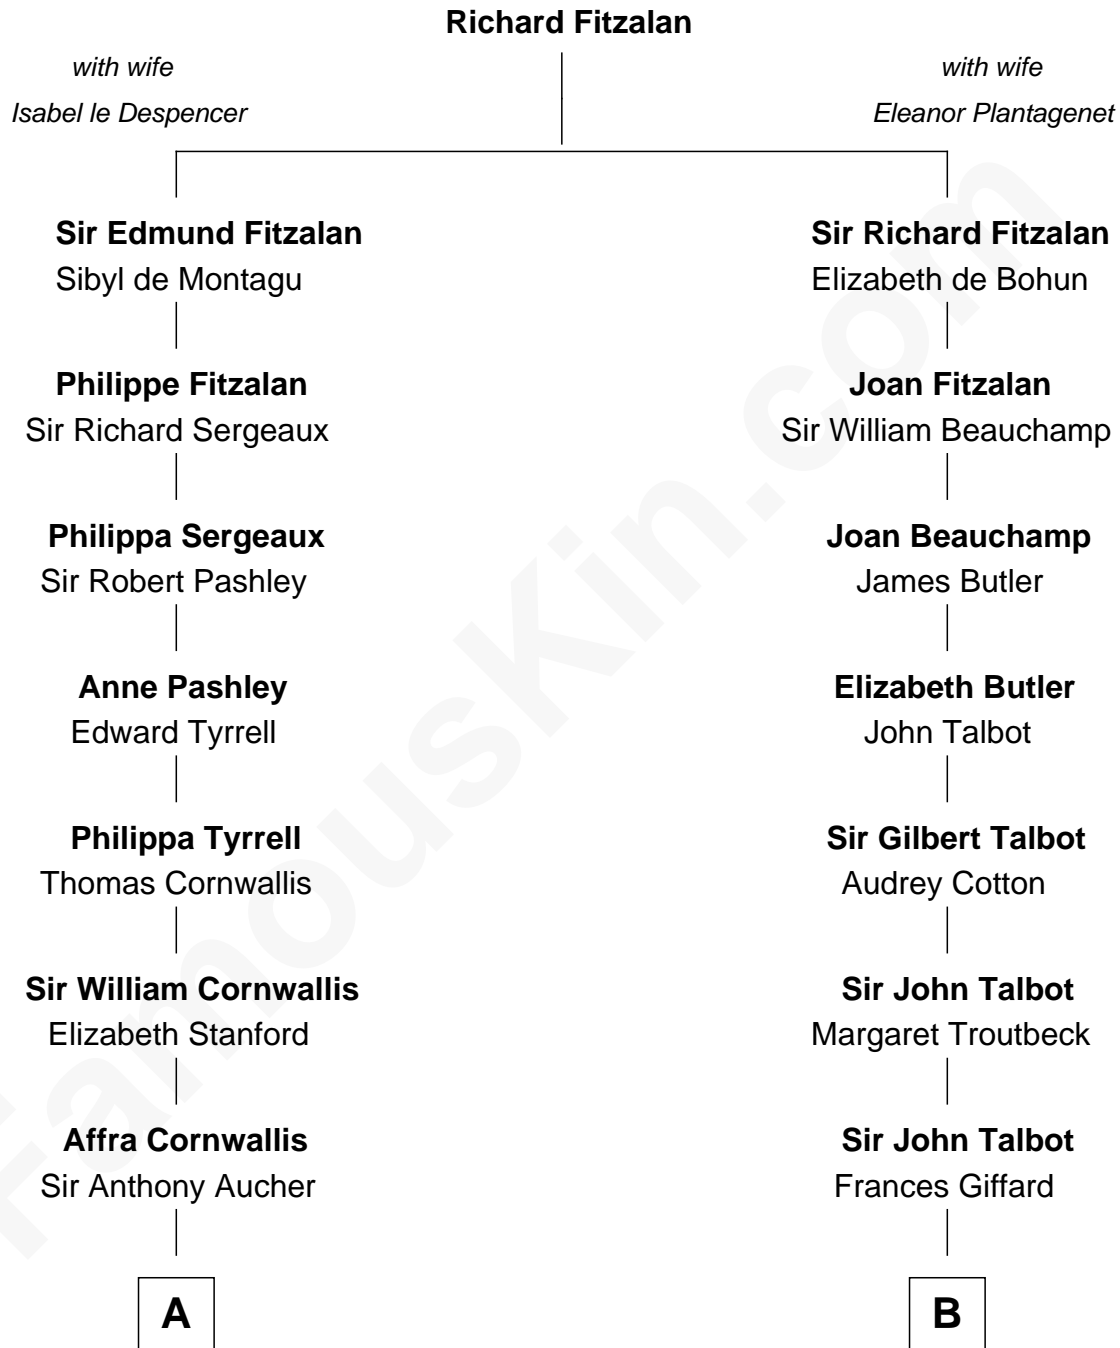 Richard Fitzalan
with wife
Isabel le Despencer
with wife
Eleanor Plantagenet
Sir Edmund Fitzalan
Sibyl de Montagu
Sir Richard Fitzalan
Elizabeth de Bohun
Philippe Fitzalan
Sir Richard Sergeaux
Joan Fitzalan
Sir William Beauchamp
Philippa Sergeaux
Sir Robert Pashley
Joan Beauchamp
James Butler
Anne Pashley
Edward Tyrrell
Elizabeth Butler
John Talbot
Philippa Tyrrell
Thomas Cornwallis
Sir Gilbert Talbot
Audrey Cotton
Sir William Cornwallis
Elizabeth Stanford
Sir John Talbot
Margaret Troutbeck
Affra Cornwallis
Sir Anthony Aucher
Sir John Talbot
Frances Giffard
A
B
FamousKin.com